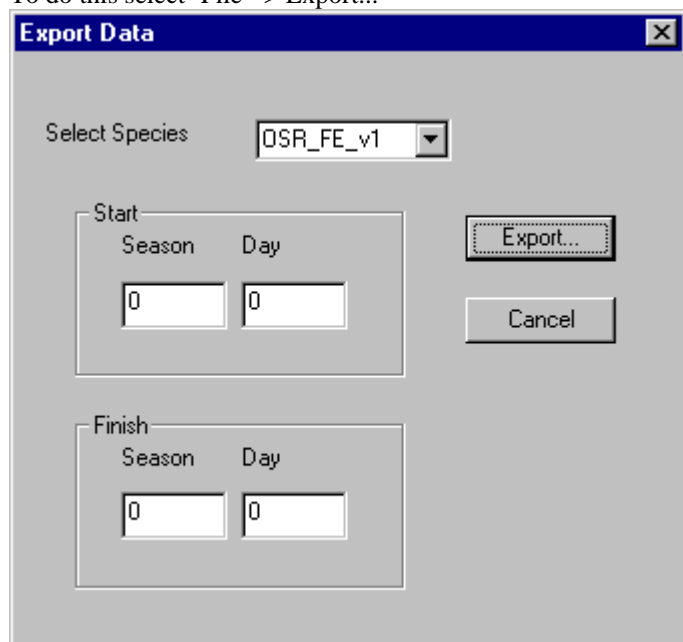 To do this select 'File' -> Export...
Export Data
Select Species
OSR_FE_v1
Start
Season Day
0 0
Export...
Cancel
Finish
Season Day
0 0